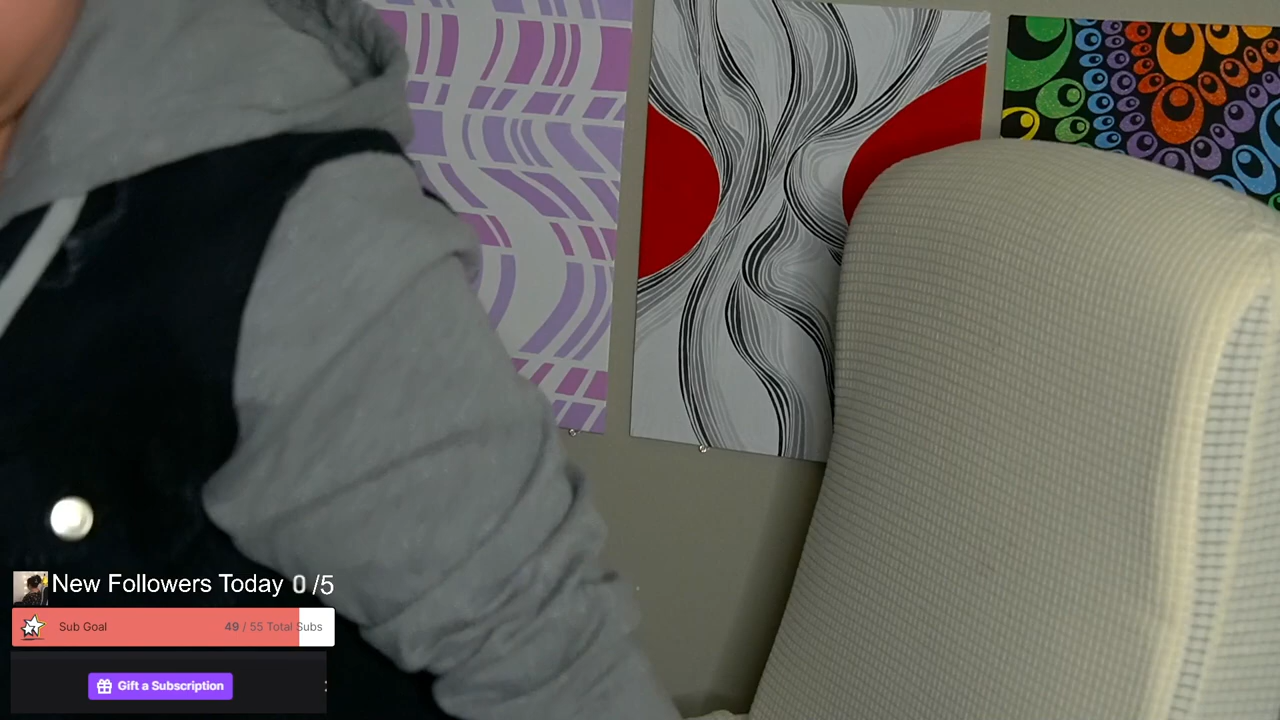 New Followers Today 0 /5
Sub Goal 49 / 55 Total Subs
Gift a Subscription